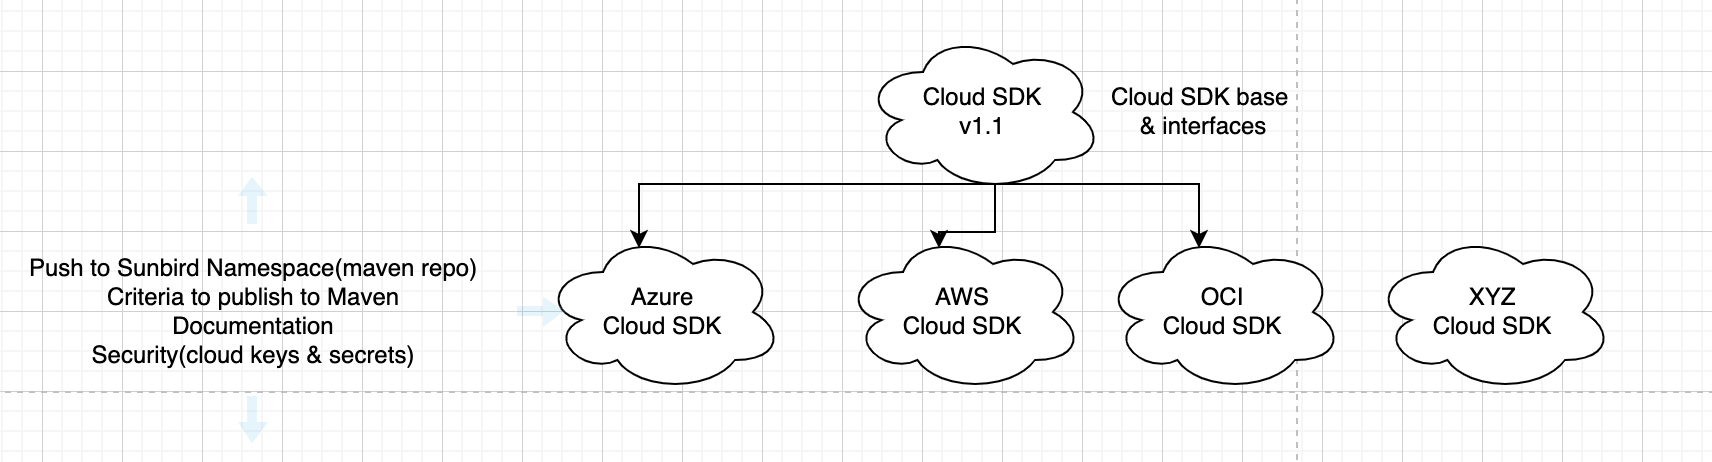 Cloud SDK
v1.1
Cloud SDK base
& interfaces
Push to Sunbird Namespace(maven repo)
Criteria to publish to Maven
Documentation
Security(cloud keys & secrets)
Azure
Cloud SDK
AWS
Cloud SDK
OCI
Cloud SDK
XYZ
Cloud SDK